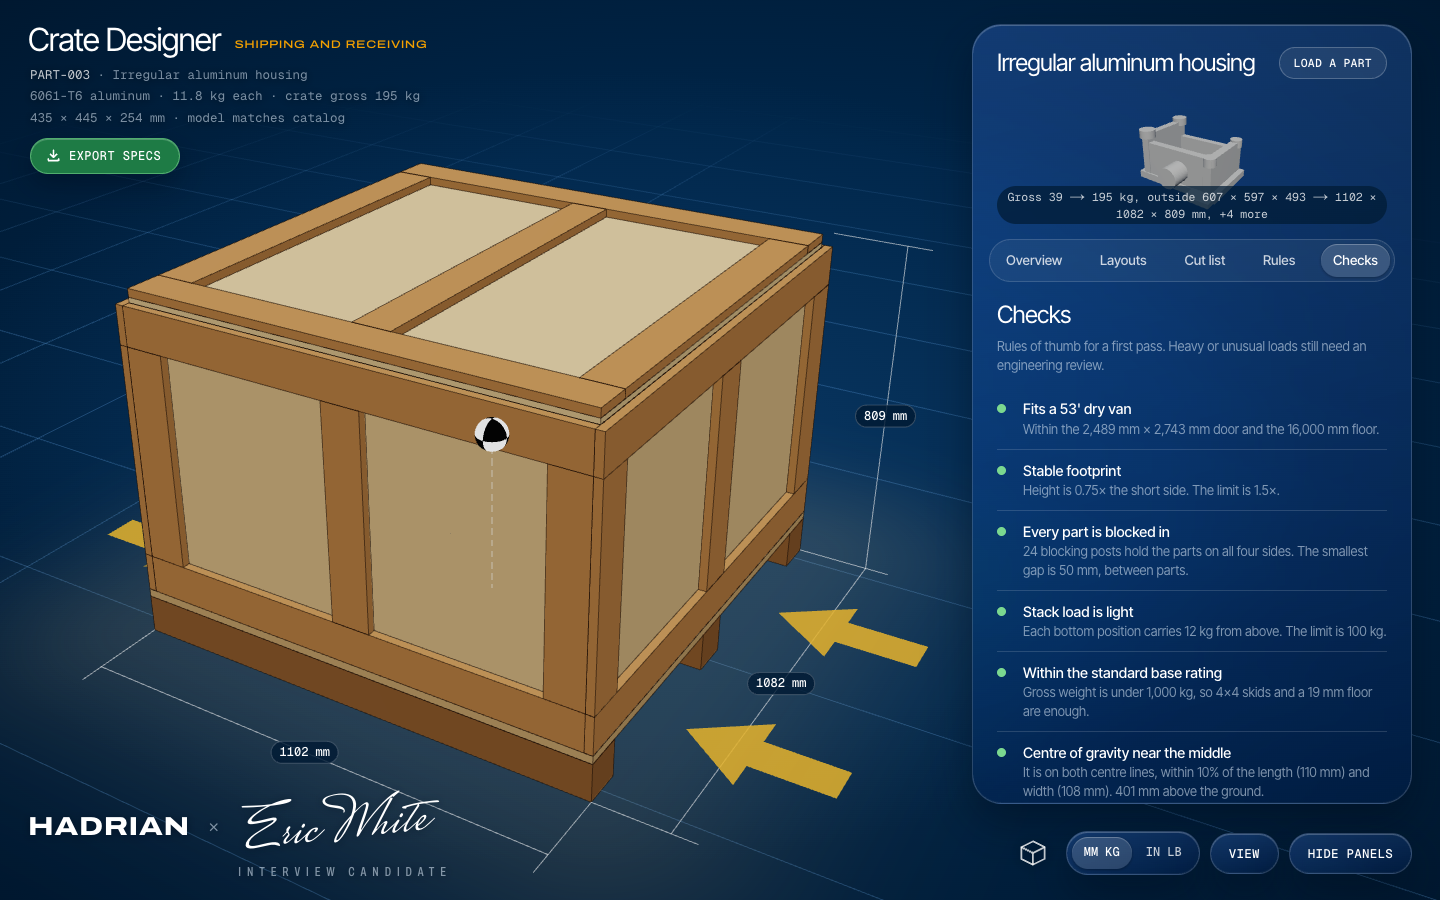 Crate Designer SHIPPING AND RECEIVING
PART-003 · Irregular aluminum housing
6061-T6 aluminum · 11.8 kg each · crate gross 195 kg
435 × 445 × 254 mm · model matches catalog
EXPORT SPECS
809 mm
1082 mm
1102 mm
HADRIAN × Eric White
INTERVIEW CANDIDATE
Irregular aluminum housing
LOAD A PART
Gross 39 → 195 kg, outside 607 × 597 × 493 → 1102 ×
1082 × 809 mm, +4 more
Overview Layouts Cut list Rules Checks
Checks
Rules of thumb for a first pass. Heavy or unusual loads still need an
engineering review.
Fits a 53' dry van
Within the 2,489 mm × 2,743 mm door and the 16,000 mm floor.
Stable footprint
Height is 0.75× the short side. The limit is 1.5×.
Every part is blocked in
24 blocking posts hold the parts on all four sides. The smallest
gap is 50 mm, between parts.
Stack load is light
Each bottom position carries 12 kg from above. The limit is 100 kg.
Within the standard base rating
Gross weight is under 1,000 kg, so 4×4 skids and a 19 mm floor
are enough.
Centre of gravity near the middle
It is on both centre lines, within 10% of the length (110 mm) and
width (108 mm). 401 mm above the ground.
MM KG IN LB VIEW HIDE PANELS